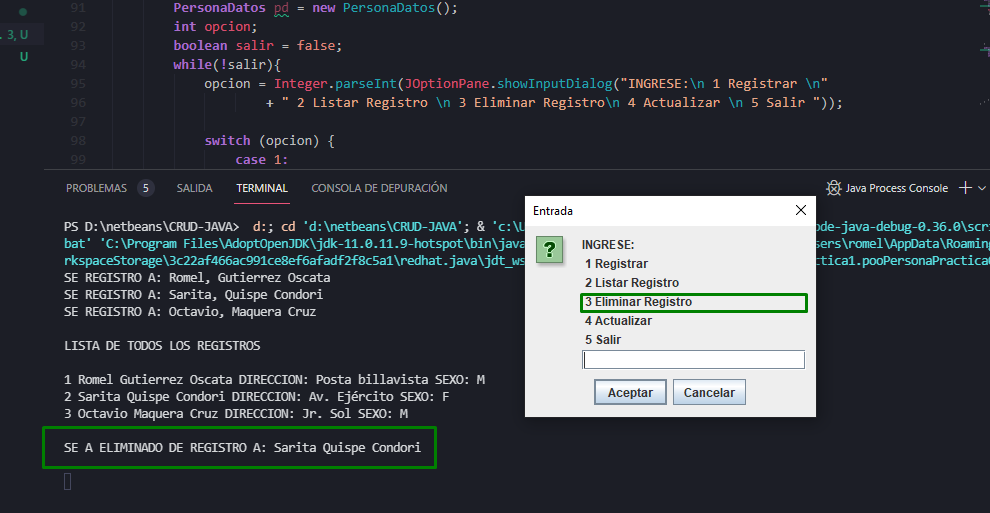 . 3, U
U
91 PersonaDatos pd = new PersonaDatos();
92 int opcion;
93 boolean salir = false;
94 while(!salir){
95 opcion = Integer.parseInt(JOptionPane.showInputDialog("INGRESE:\n 1 Registrar \n"
96 + " 2 Listar Registro \n 3 Eliminar Registro\n 4 Actualizar \n 5 Salir "));
97
98 switch (opcion) {
99 case 1:
PROBLEMAS 5 SALIDA TERMINAL CONSOLA DE DEPURACIÓN Java Process Console
PS D:\netbeans\CRUD-JAVA> d:; cd 'd:\netbeans\CRUD-JAVA'; & 'c:\U
ode-java-debug-0.36.0\scri
bat' 'C:\Program Files\AdoptOpenJDK\jdk-11.0.11.9-hotspot\bin\java
sers\romel\AppData\Roaming
rkspaceStorage\3c22af466ac991ce8ef6afadf2f8c5a1\redhat.java\jdt_ws
ctica1.pooPersonaPractica
SE REGISTRO A: Romel, Gutierrez Oscata
SE REGISTRO A: Sarita, Quispe Condori
SE REGISTRO A: Octavio, Maquera Cruz
LISTA DE TODOS LOS REGISTROS
1 Romel Gutierrez Oscata DIRECCION: Posta billavista SEXO: M
2 Sarita Quispe Condori DIRECCION: Av. Ejército SEXO: F
3 Octavio Maquera Cruz DIRECCION: Jr. Sol SEXO: M
SE A ELIMINADO DE REGISTRO A: Sarita Quispe Condori
Entrada
INGRESE:
1 Registrar
2 Listar Registro
3 Eliminar Registro
4 Actualizar
5 Salir
Aceptar Cancelar